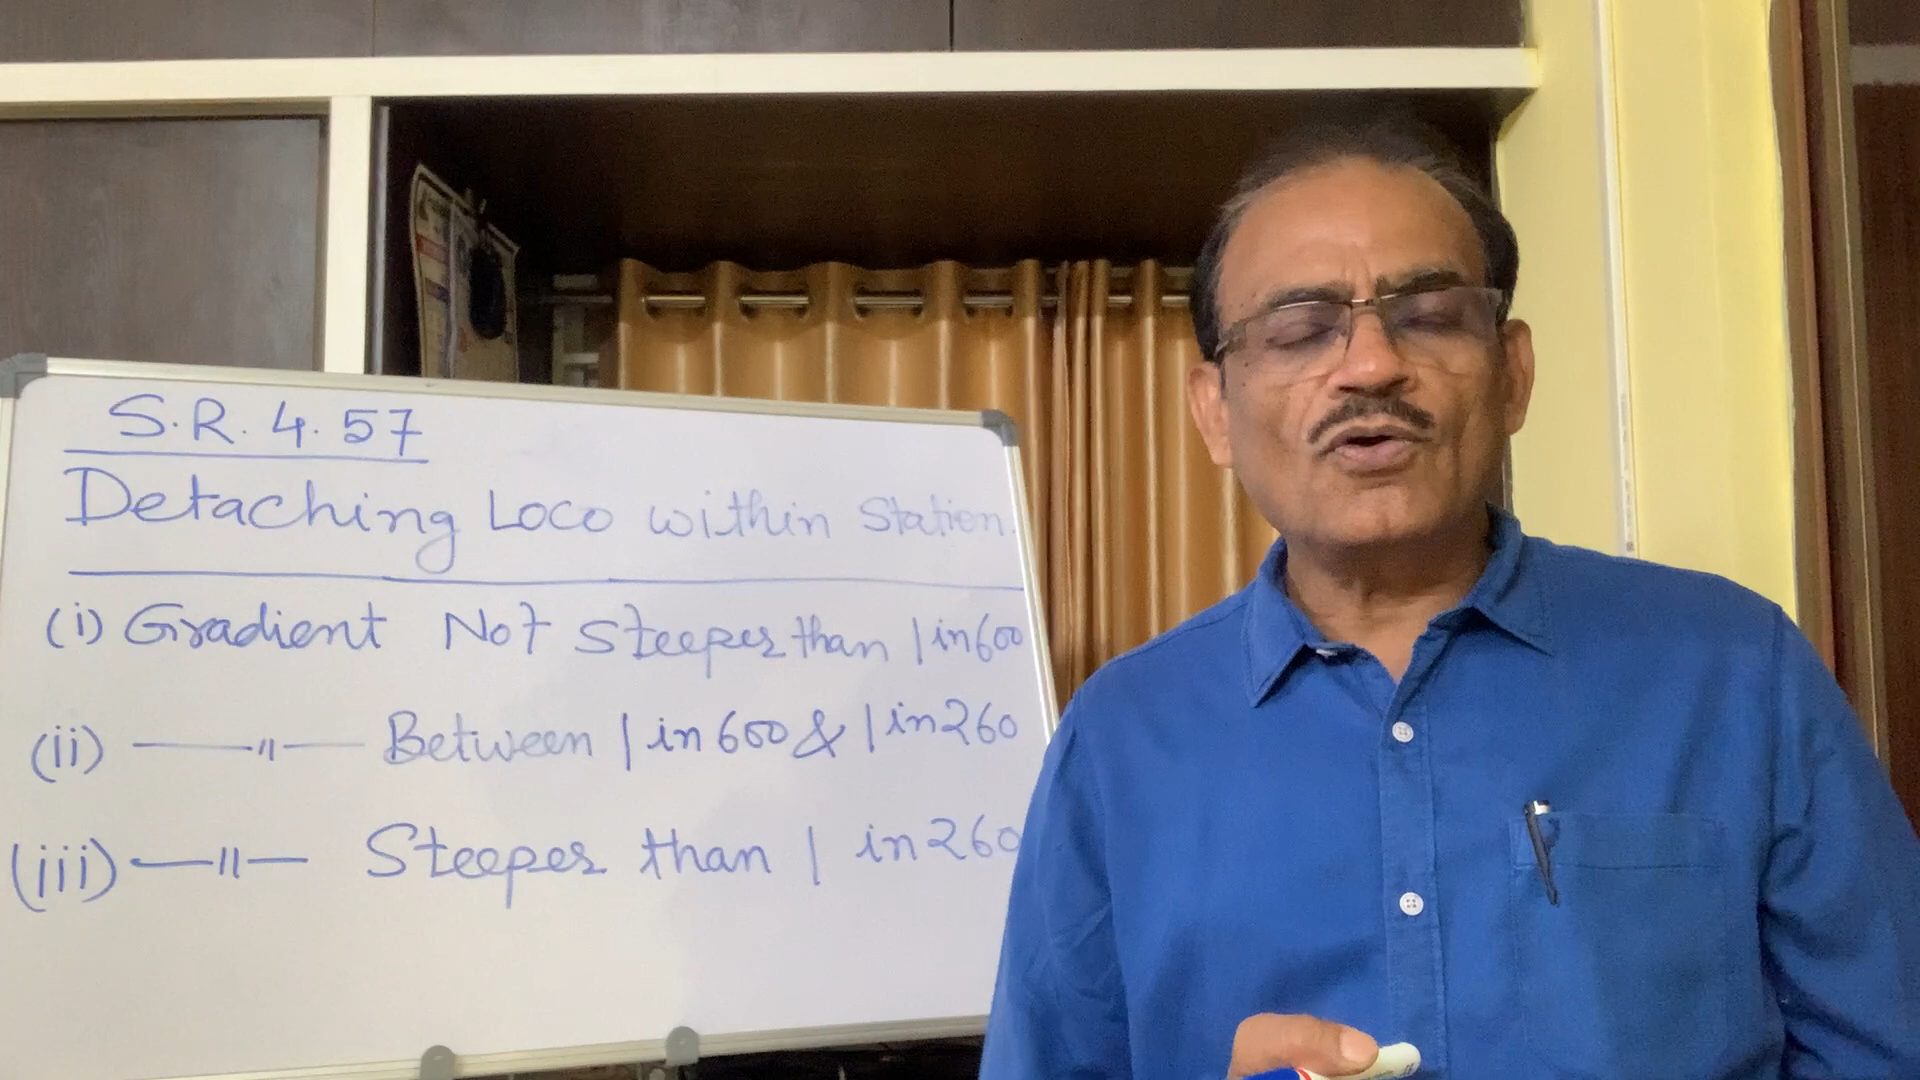 S.R. 4.57
Detaching Loco within Station.
(i) Gradient Not Steeper than 1 in 600
(ii) —〃— Between 1 in 600 & 1 in 260
(iii) —〃— Steeper than 1 in 260